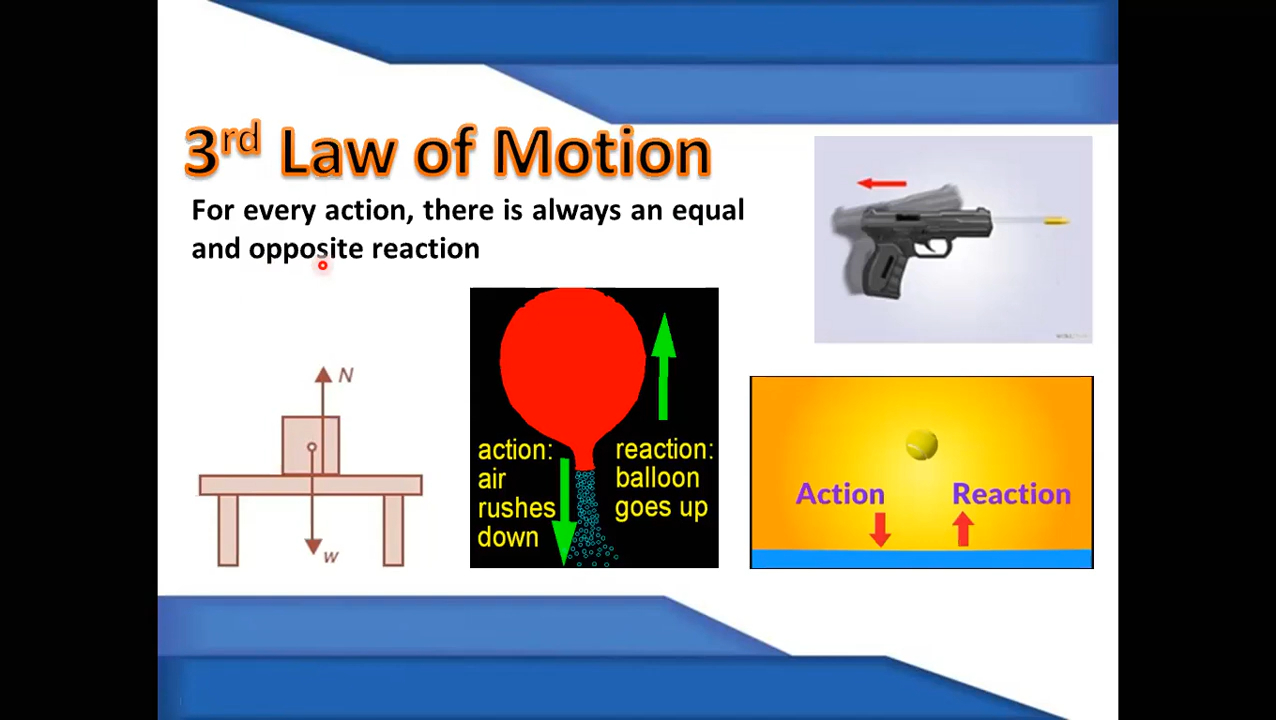 3rd Law of Motion
For every action, there is always an equal
and opposite reaction
N
w
action:
air
rushes
down
reaction:
balloon
goes up
Action
Reaction